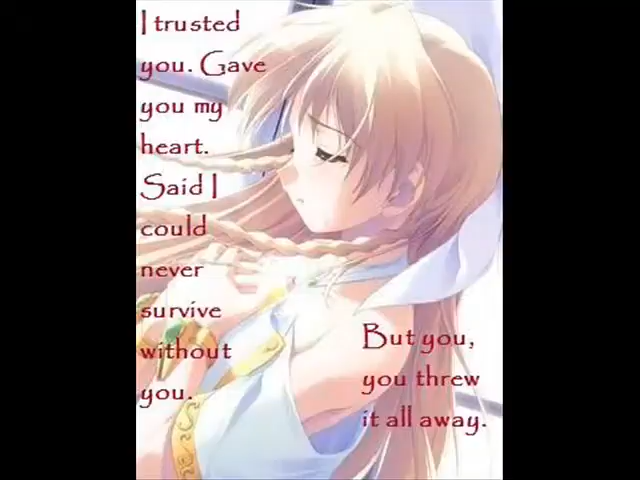 I trusted
you. Gave
you my
heart.
Said I
could
never
survive
without
you.
But you,
you threw
it all away.